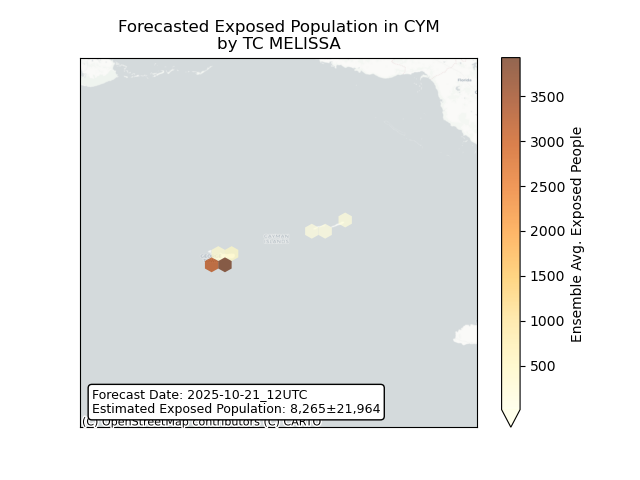 Forecasted Exposed Population in CYM
by TC MELISSA
3500
3000
2500
2000
1500
1000
500
Ensemble Avg. Exposed People
Forecast Date: 2025-10-21_12UTC
Estimated Exposed Population: 8,265±21,964
(C) OpenStreetMap contributors (C) CARTO